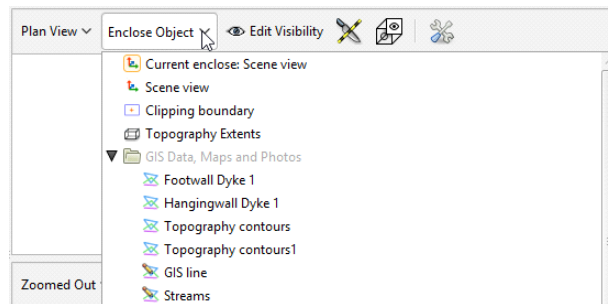 Plan View Enclose Object Edit Visibility
Current enclose: Scene view
Scene view
Clipping boundary
Topography Extents
GIS Data, Maps and Photos
Footwall Dyke 1
Hangingwall Dyke 1
Topography contours
Topography contours1
GIS line
Zoomed Out
Streams